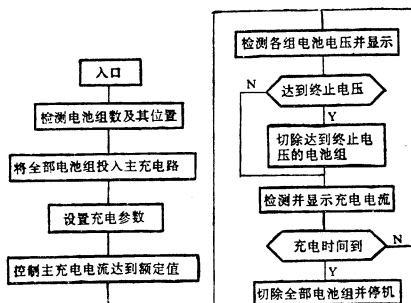 入口
检测电池组数及其位置
将全部电池组投入主充电路
设置充电参数
控制主充电电流达到额定值
检测各组电池电压并显示
N
达到终止电压
Y
切除达到终止电
压的电池组
检测并显示充电电流
充电时间到
N
Y
切除全部电池组并停机